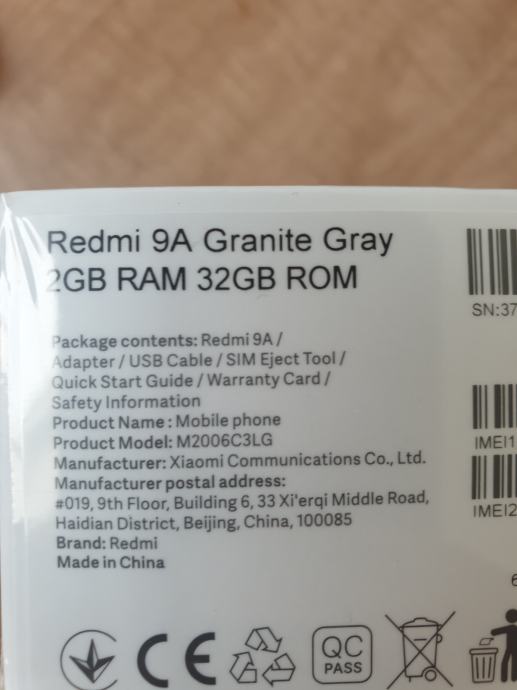 Redmi 9A Granite Gray
2GB RAM 32GB ROM
SN:37
Package contents: Redmi 9A /
Adapter / USB Cable / SIM Eject Tool /
Quick Start Guide / Warranty Card /
Safety Information
Product Name : Mobile phone
Product Model: M2006C3LG
IMEI1
Manufacturer: Xiaomi Communications Co., Ltd.
Manufacturer postal address:
#019, 9th Floor, Building 6, 33 Xi'erqi Middle Road,
IMEI2
Haidian District, Beijing, China, 100085
Brand: Redmi
Made in China
6
CE
QC
PASS